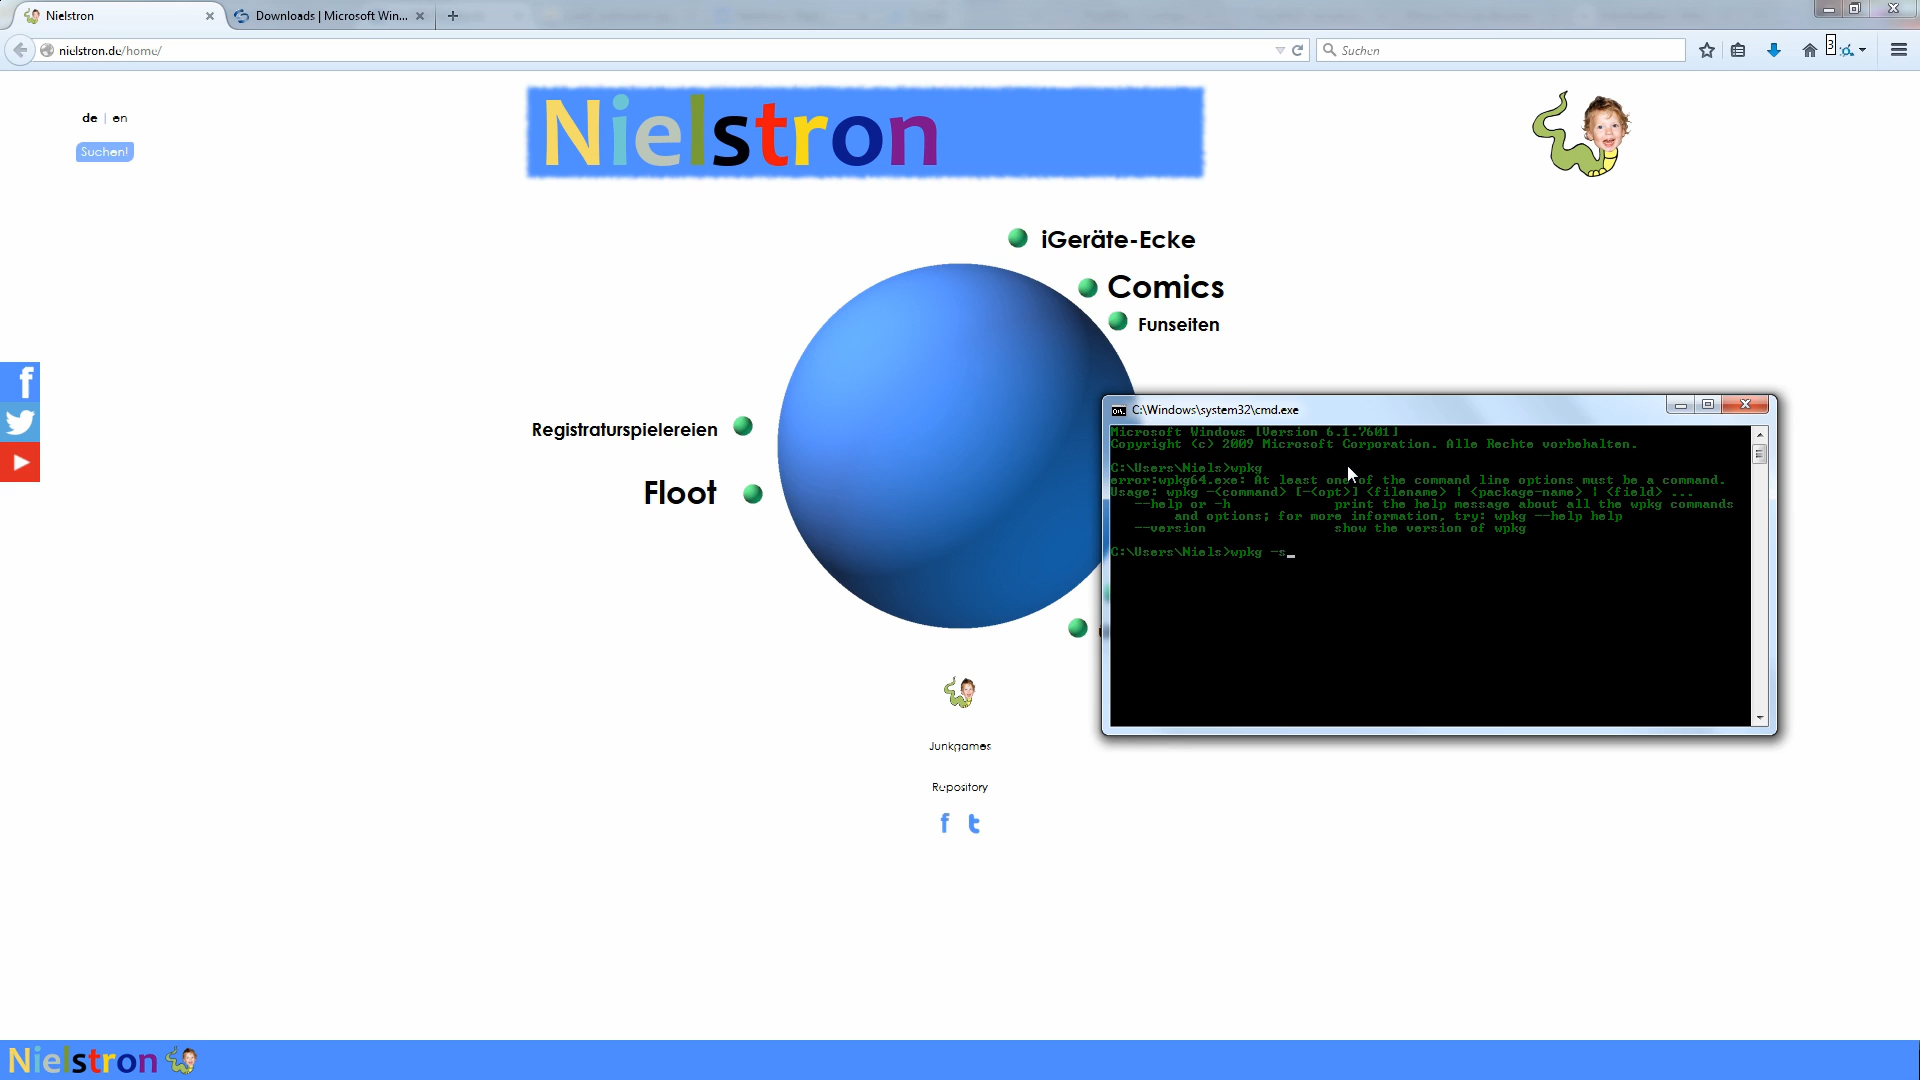 Nielstron
Downloads | Microsoft Win...
nielstron.de/home/
Suchen
3
de | en
Suchen!
Nielstron
iGeräte-Ecke
Comics
Funseiten
Registraturspielereien
Floot
C:\Windows\system32\cmd.exe
Microsoft Windows [Version 6.1.7601]
Copyright (c) 2009 Microsoft Corporation. Alle Rechte vorbehalten.
C:\Users\Niels>wpkg
error:wpkg64.exe: At least one of the command line options must be a command.
Usage: wpkg -<command> [-<opt>] <filename> | <package-name> | <field> ...
--help or -h print the help message about all the wpkg commands
and options; for more information, try: wpkg --help help
--version show the version of wpkg
C:\Users\Niels>wpkg -s_
Junkgames
Repository
Nielstron